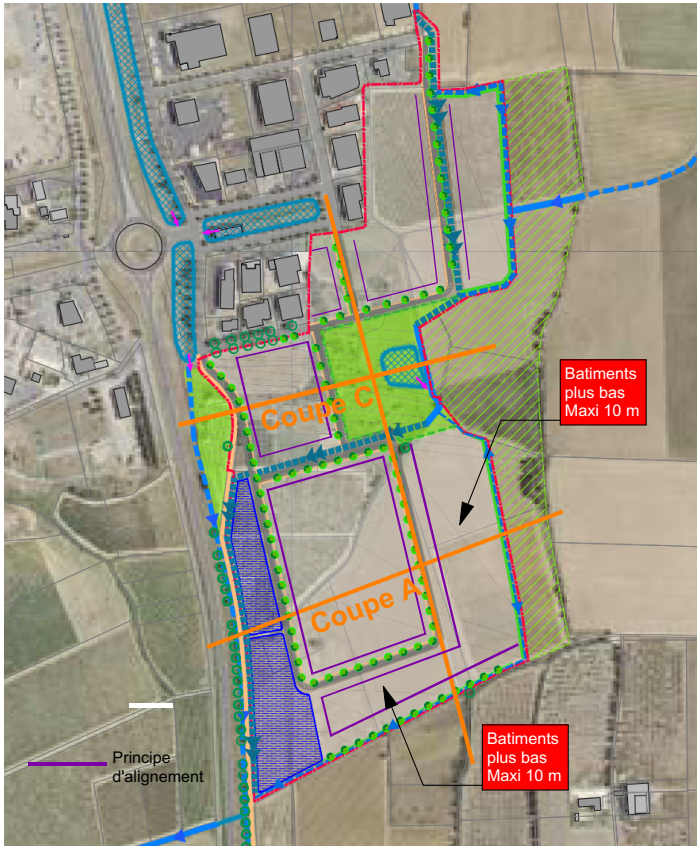 Batiments
plus bas
Maxi 10 m
Coupe C
Coupe A
Batiments
plus bas
Maxi 10 m
Principe
d'alignement